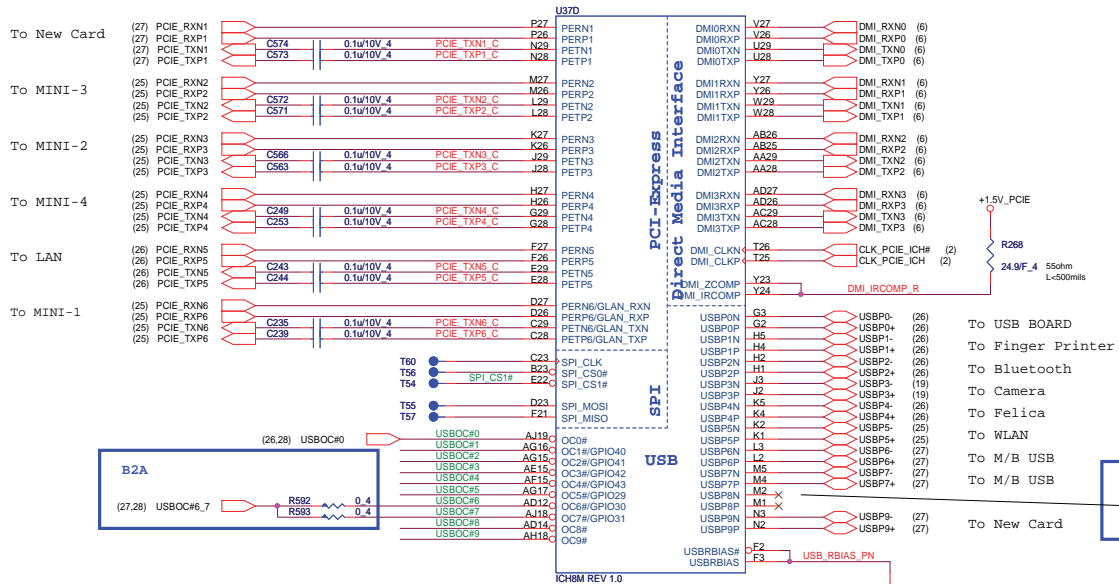 U37D
To New Card
(27) PCIE_RXN1 P27 PERN1
(27) PCIE_RXP1 P26 PERP1
(27) PCIE_TXN1 C574 0.1u/10V_4 PCIE_TXN1_C N29 PETN1
(27) PCIE_TXP1 C573 0.1u/10V_4 PCIE_TXP1_C N28 PETP1
To MINI-3
(25) PCIE_RXN2 M27 PERN2
(25) PCIE_RXP2 M26 PERP2
(25) PCIE_TXN2 C572 0.1u/10V_4 PCIE_TXN2_C L29 PETN2
(25) PCIE_TXP2 C571 0.1u/10V_4 PCIE_TXP2_C L28 PETP2
To MINI-2
(25) PCIE_RXN3 K27 PERN3
(25) PCIE_RXP3 K26 PERP3
(25) PCIE_TXN3 C566 0.1u/10V_4 PCIE_TXN3_C J29 PETN3
(25) PCIE_TXP3 C563 0.1u/10V_4 PCIE_TXP3_C J28 PETP3
To MINI-4
(25) PCIE_RXN4 H27 PERN4
(25) PCIE_RXP4 H26 PERP4
(25) PCIE_TXN4 C249 0.1u/10V_4 PCIE_TXN4_C G29 PETN4
(25) PCIE_TXP4 C253 0.1u/10V_4 PCIE_TXP4_C G28 PETP4
To LAN
(26) PCIE_RXN5 F27 PERN5
(26) PCIE_RXP5 F26 PERP5
(26) PCIE_TXN5 C243 0.1u/10V_4 PCIE_TXN5_C E29 PETN5
(26) PCIE_TXP5 C244 0.1u/10V_4 PCIE_TXP5_C E28 PETP5
To MINI-1
(25) PCIE_RXN6 D27 PERN6/GLAN_RXN
(25) PCIE_RXP6 D26 PERP6/GLAN_RXP
(25) PCIE_TXN6 C235 0.1u/10V_4 PCIE_TXN6_C C29 PETN6/GLAN_TXN
(25) PCIE_TXP6 C239 0.1u/10V_4 PCIE_TXP6_C C28 PETP6/GLAN_TXP
T60 C23 SPI_CLK
T56 B23 SPI_CS0#
T54 SPI_CS1# E22 SPI_CS1#
T55 D23 SPI_MOSI
T57 F21 SPI_MISO
(26,28) USBOC#0 USBOC#0 AJ19 OC0#
USBOC#1 AG16 OC1#/GPIO40
USBOC#2 AG15 OC2#/GPIO41
USBOC#3 AE15 OC3#/GPIO42
USBOC#4 AF15 OC4#/GPIO43
USBOC#5 AG17 OC5#/GPIO29
USBOC#6 AD12 OC6#/GPIO30
USBOC#7 AJ18 OC7#/GPIO31
USBOC#8 AD14 OC8#
USBOC#9 AH18 OC9#
B2A
(27,28) USBOC#6_7
R592 0_4
R593 0_4
PCI-Express
Direct Media Interface
SPI
USB
DMI0RXN V27 DMI_RXN0 (6)
DMI0RXP V26 DMI_RXP0 (6)
DMI0TXN U29 DMI_TXN0 (6)
DMI0TXP U28 DMI_TXP0 (6)
DMI1RXN Y27 DMI_RXN1 (6)
DMI1RXP Y26 DMI_RXP1 (6)
DMI1TXN W29 DMI_TXN1 (6)
DMI1TXP W28 DMI_TXP1 (6)
DMI2RXN AB26 DMI_RXN2 (6)
DMI2RXP AB25 DMI_RXP2 (6)
DMI2TXN AA29 DMI_TXN2 (6)
DMI2TXP AA28 DMI_TXP2 (6)
DMI3RXN AD27 DMI_RXN3 (6)
DMI3RXP AD26 DMI_RXP3 (6)
DMI3TXN AC29 DMI_TXN3 (6)
DMI3TXP AC28 DMI_TXP3 (6)
DMI_CLKN T26 CLK_PCIE_ICH# (2)
DMI_CLKP T25 CLK_PCIE_ICH (2)
DMI_ZCOMP Y23
DMI_IRCOMP Y24 DMI_IRCOMP_R
+1.5V_PCIE
R268
24.9/F_4
55ohm
L<500mils
USBP0N G3 USBP0- (26)
USBP0P G2 USBP0+ (26) To USB BOARD
USBP1N H5 USBP1- (26)
USBP1P H4 USBP1+ (26) To Finger Printer
USBP2N H2 USBP2- (26)
USBP2P H1 USBP2+ (26) To Bluetooth
USBP3N J3 USBP3- (19)
USBP3P J2 USBP3+ (19) To Camera
USBP4N K5 USBP4- (26)
USBP4P K4 USBP4+ (26) To Felica
USBP5N K2 USBP5- (25)
USBP5P K1 USBP5+ (25) To WLAN
USBP6N L3 USBP6- (27)
USBP6P L2 USBP6+ (27) To M/B USB
USBP7N M5 USBP7- (27)
USBP7P M4 USBP7+ (27) To M/B USB
USBP8N M2
USBP8P M1
USBP9N N3 USBP9- (27)
USBP9P N2 USBP9+ (27) To New Card
USBRBIAS# F2
USBRBIAS F3 USB_RBIAS_PN
ICH8M REV 1.0